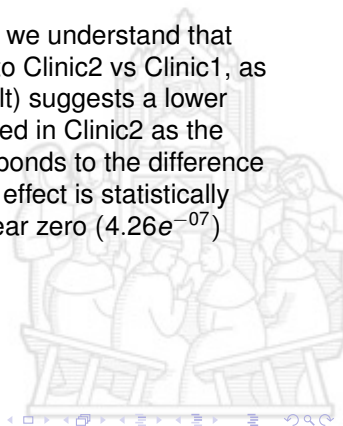 we understand that
to Clinic2 vs Clinic1, as
lt) suggests a lower
ed in Clinic2 as the
ponds to the difference
effect is statistically
ear zero (4.26e⁻⁰⁷)